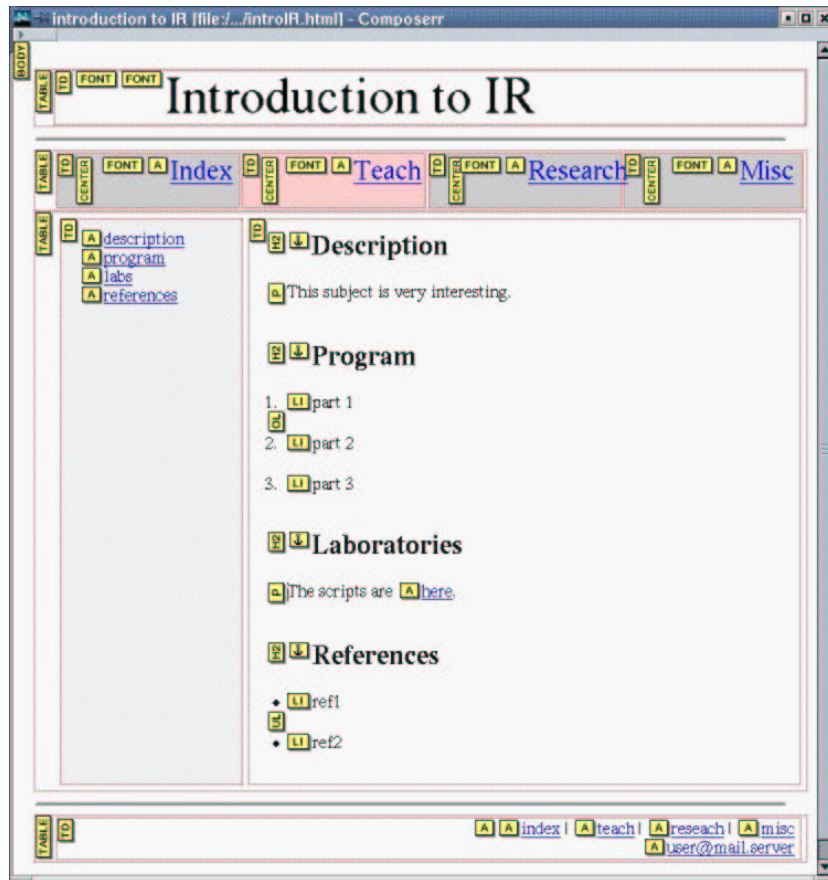 introduction to IR [file:/.../introIR.html] - Composerr
BODY
TABLE TD FONT FONT Introduction to IR
TABLE TD CENTER FONT A Index TD CENTER FONT A Teach TD CENTER FONT A Research TD CENTER FONT A Misc
TABLE TD
A description
A program
A labs
A references
TD H2 Description
P This subject is very interesting.
H2 Program
1. LI part 1
OL
2. LI part 2
3. LI part 3
H2 Laboratories
P The scripts are A here.
H2 References
LI ref1
UL
LI ref2
TABLE TD A A index | A teach | A reseach | A misc
A user@mail.server